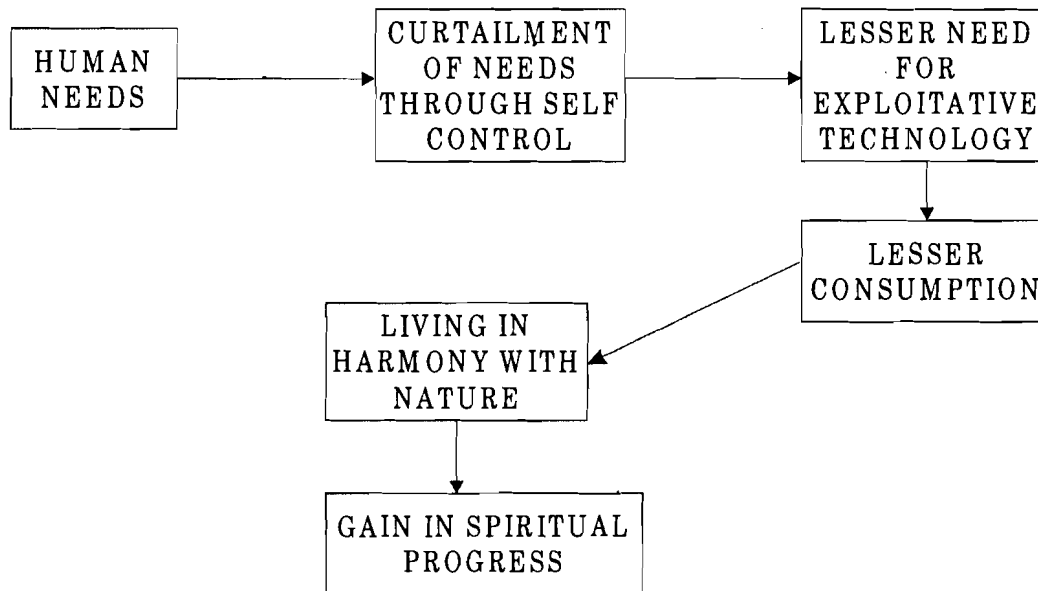 HUMAN
NEEDS
CURTAILMENT
OF NEEDS
THROUGH SELF
CONTROL
LESSER NEED
FOR
EXPLOITATIVE
TECHNOLOGY
LESSER
CONSUMPTION
LIVING IN
HARMONY WITH
NATURE
GAIN IN SPIRITUAL
PROGRESS